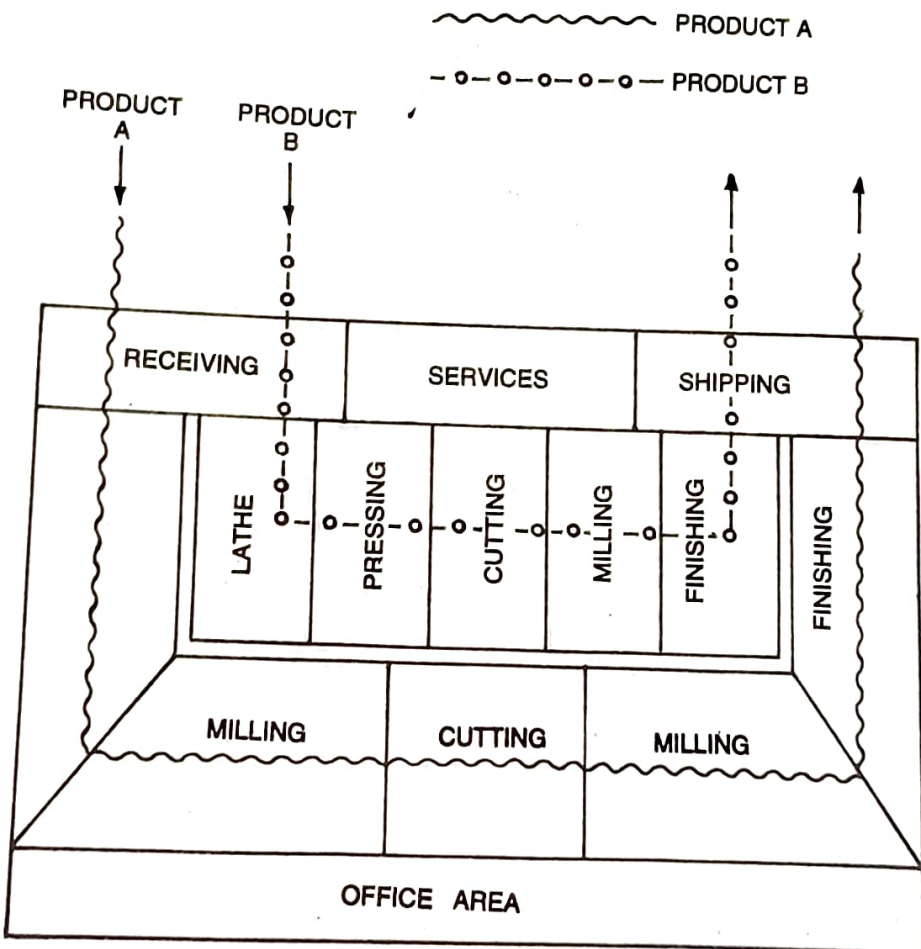 PRODUCT A
PRODUCT B
PRODUCT
A
PRODUCT
B
RECEIVING
SERVICES
SHIPPING
LATHE
PRESSING
CUTTING
MILLING
FINISHING
FINISHING
MILLING
CUTTING
MILLING
OFFICE AREA